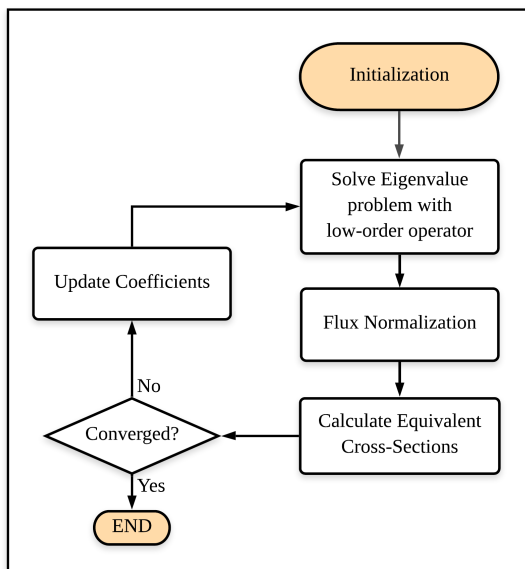 Initialization
Solve Eigenvalue
problem with
low-order operator
Update Coefficients
Flux Normalization
No
Calculate Equivalent
Cross-Sections
Converged?
Yes
END